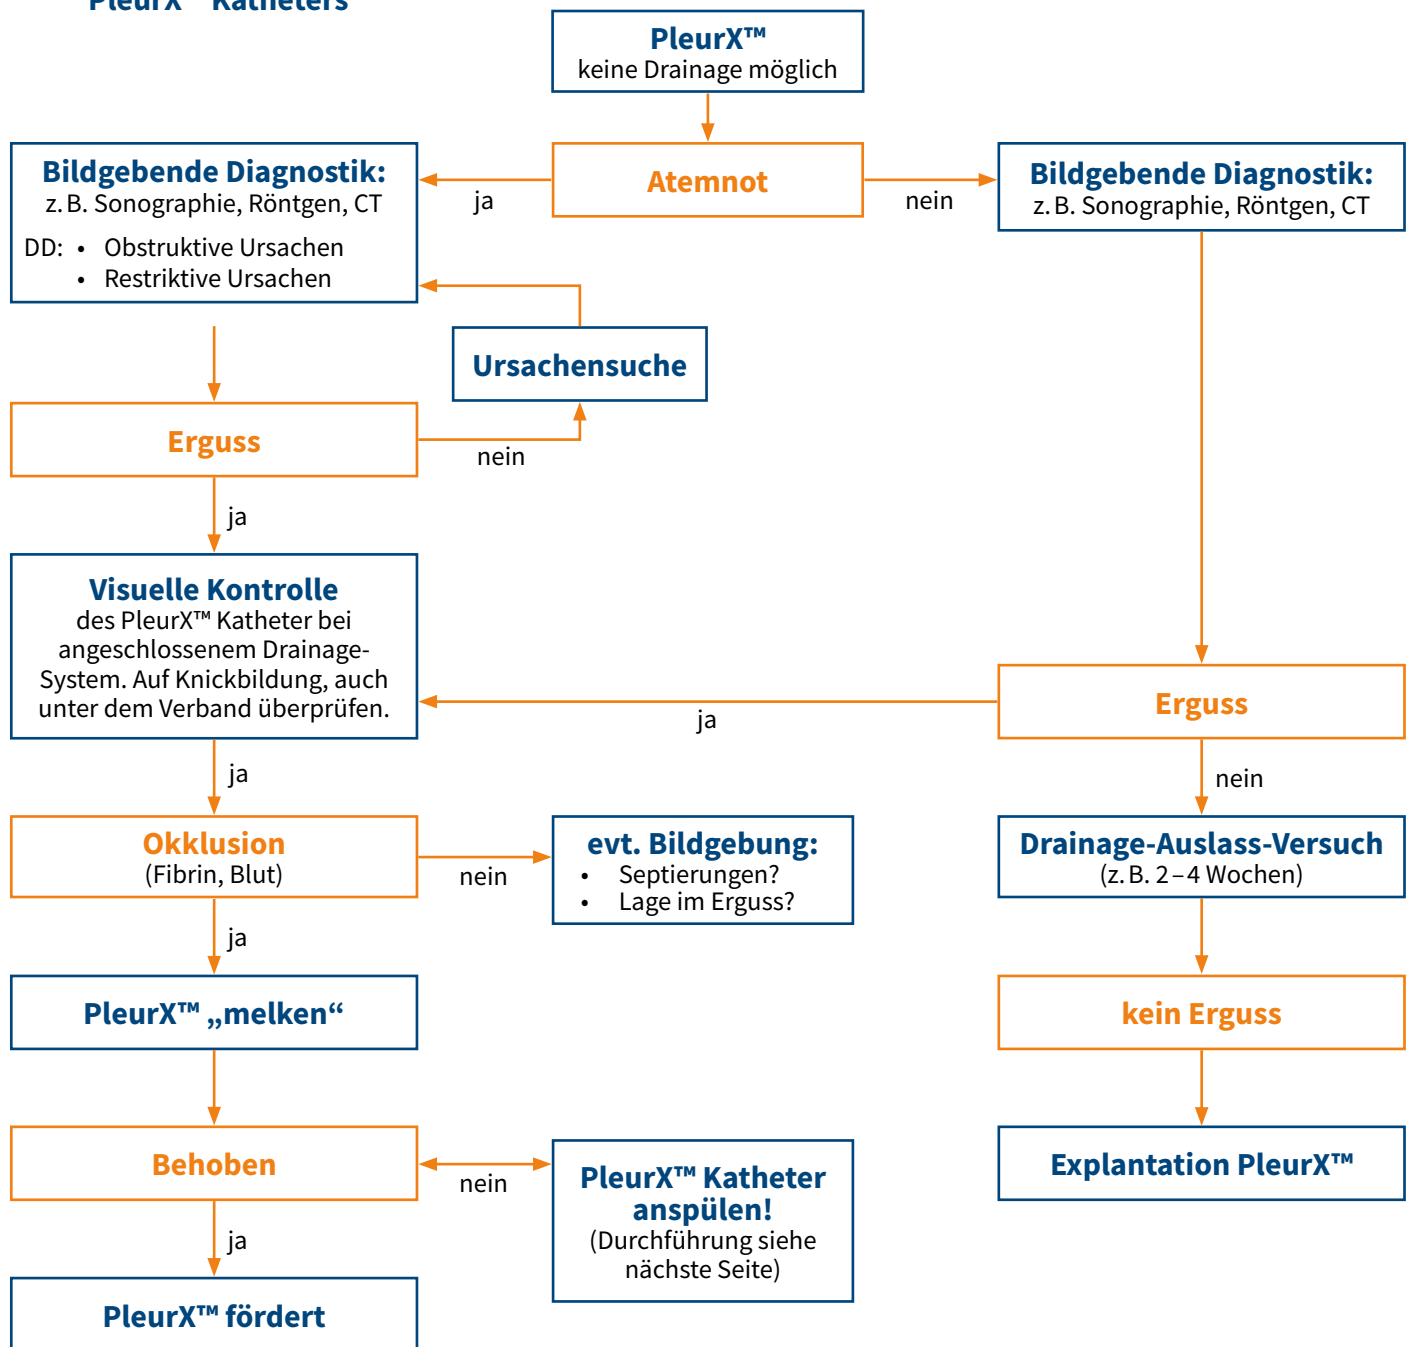 PleurX™ Katheters
PleurX™
keine Drainage möglich
Bildgebende Diagnostik:
z. B. Sonographie, Röntgen, CT
DD: • Obstruktive Ursachen
• Restriktive Ursachen
ja
Atemnot
nein
Bildgebende Diagnostik:
z. B. Sonographie, Röntgen, CT
Ursachensuche
Erguss
nein
ja
Visuelle Kontrolle
des PleurX™ Katheter bei
angeschlossenem Drainage-
System. Auf Knickbildung, auch
unter dem Verband überprüfen.
ja
Erguss
ja
nein
Okklusion
(Fibrin, Blut)
nein
evt. Bildgebung:
• Septierungen?
• Lage im Erguss?
Drainage-Auslass-Versuch
(z. B. 2 – 4 Wochen)
ja
PleurX™ „melken“
kein Erguss
Behoben
nein
PleurX™ Katheter
anspülen!
(Durchführung siehe
nächste Seite)
Explantation PleurX™
ja
PleurX™ fördert